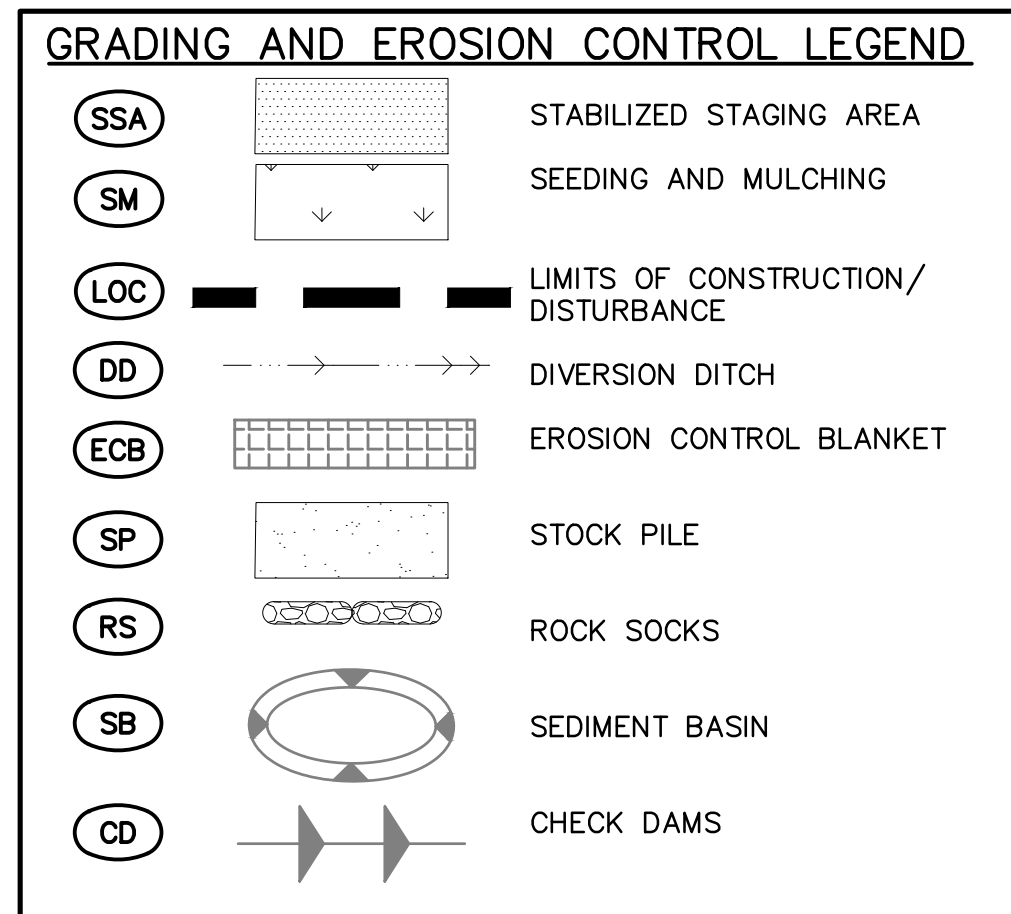 GRADING AND EROSION CONTROL LEGEND
SSA STABILIZED STAGING AREA
SM SEEDING AND MULCHING
LOC LIMITS OF CONSTRUCTION/
DISTURBANCE
DD DIVERSION DITCH
ECB EROSION CONTROL BLANKET
SP STOCK PILE
RS ROCK SOCKS
SB SEDIMENT BASIN
CD CHECK DAMS